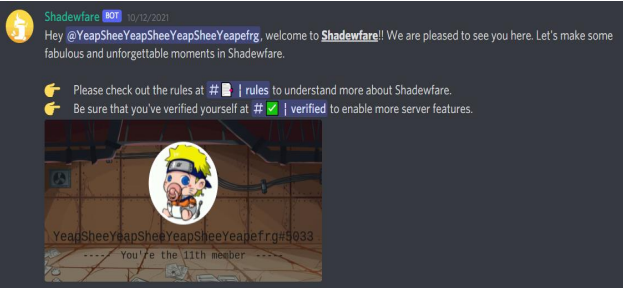 Shadewfare BOT 10/12/2021
Hey @YeapSheeYeapSheeYeapSheeYeapefrg, welcome to Shadewfare!! We are pleased to see you here. Let's make some
fabulous and unforgettable moments in Shadewfare.
👉 Please check out the rules at #📑 | rules to understand more about Shadewfare.
👉 Be sure that you've verified yourself at # ✅ | verified to enable more server features.
YeapSheeYeapSheeYeapSheeYeapefrg#5033
----- You're the 11th member -----